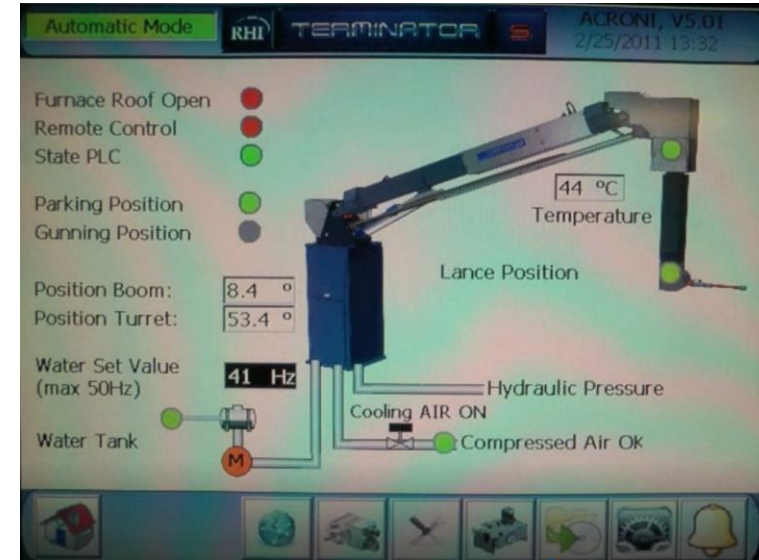 Automatic Mode
RHI
TERMINATOR S
ACRONI, V5.01
2/25/2011 13:32
Furnace Roof Open
Remote Control
State PLC
Parking Position
Gunning Position
44 ºC
Temperature
Lance Position
Position Boom: 8.4 º
Position Turret: 53.4 º
Water Set Value
(max 50Hz)
41 Hz
Hydraulic Pressure
Cooling AIR ON
Water Tank
Compressed Air OK
M